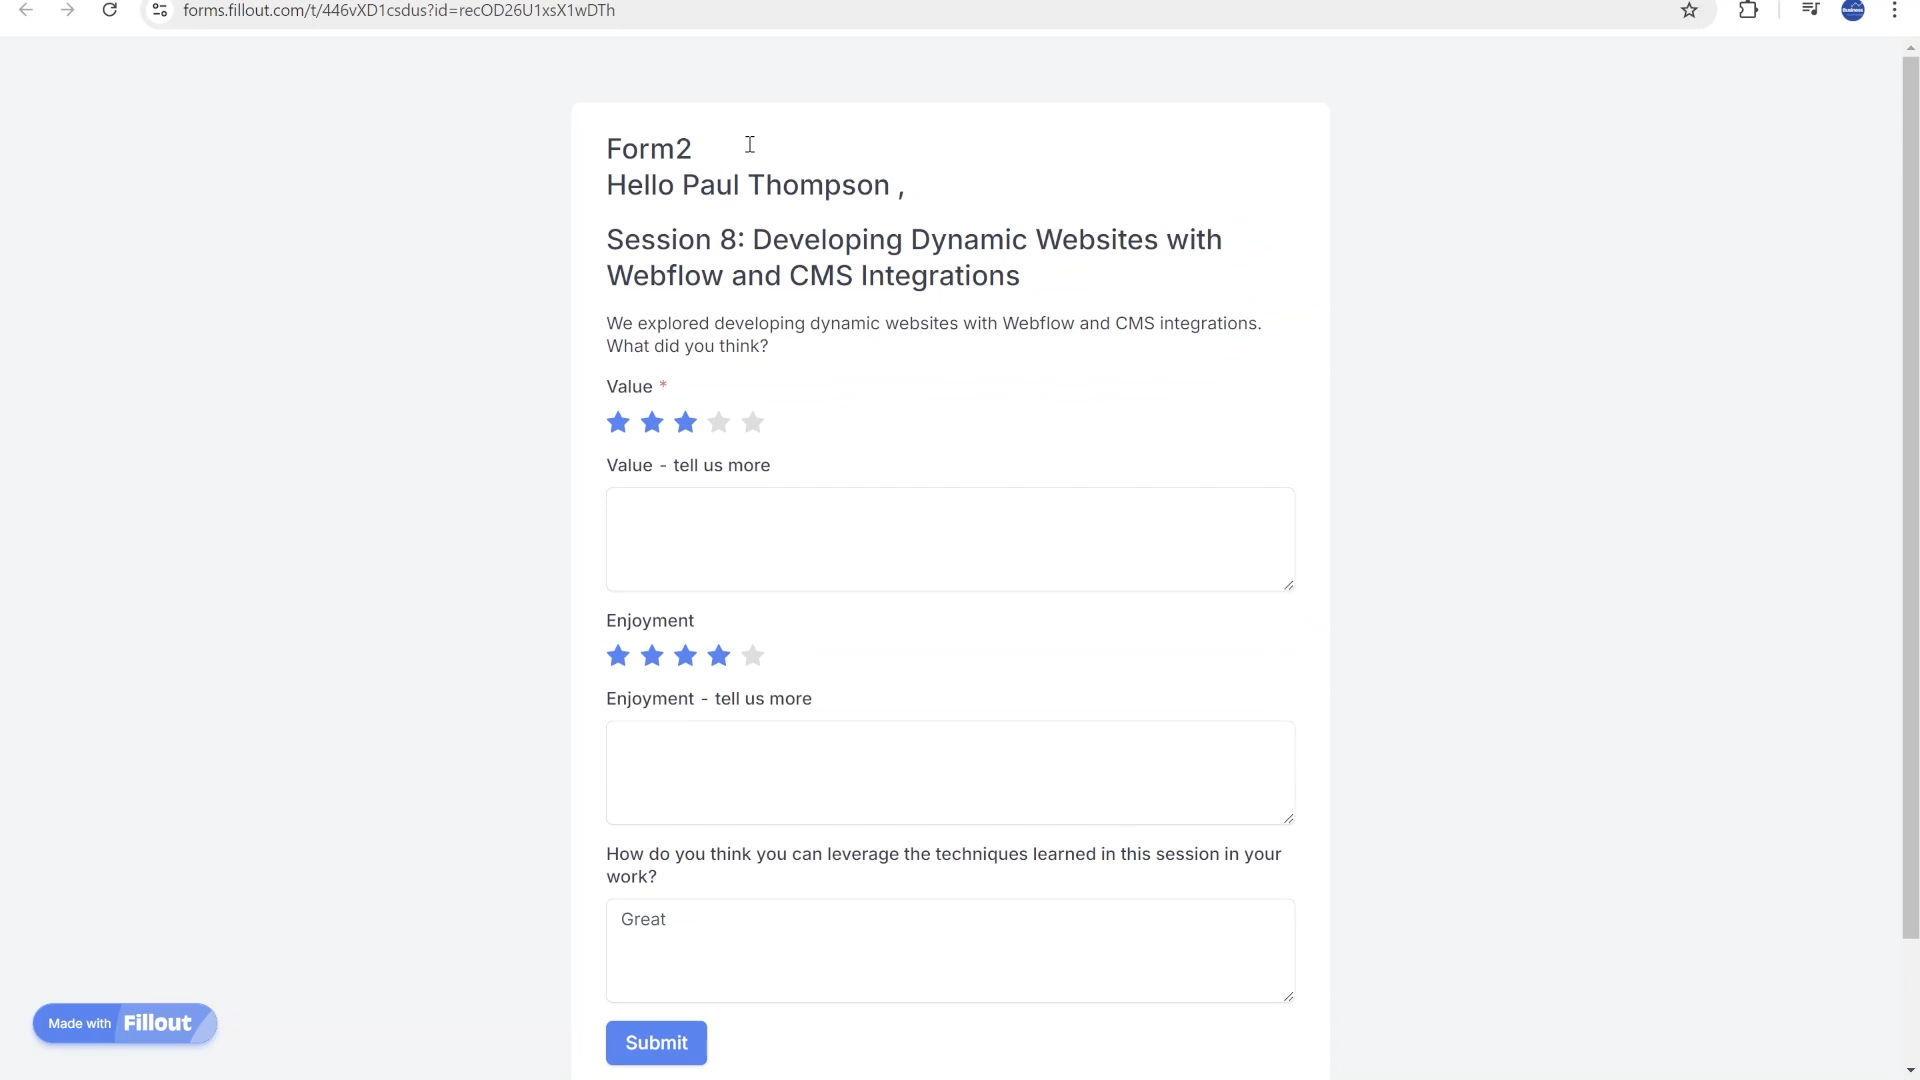 forms.fillout.com/t/446vXD1csdus?id=recOD26U1xsX1wDTh
Form2
Hello Paul Thompson ,
Session 8: Developing Dynamic Websites with
Webflow and CMS Integrations
We explored developing dynamic websites with Webflow and CMS integrations.
What did you think?
Value *
Value - tell us more
Enjoyment
Enjoyment - tell us more
How do you think you can leverage the techniques learned in this session in your
work?
Great
Made with Fillout
Submit